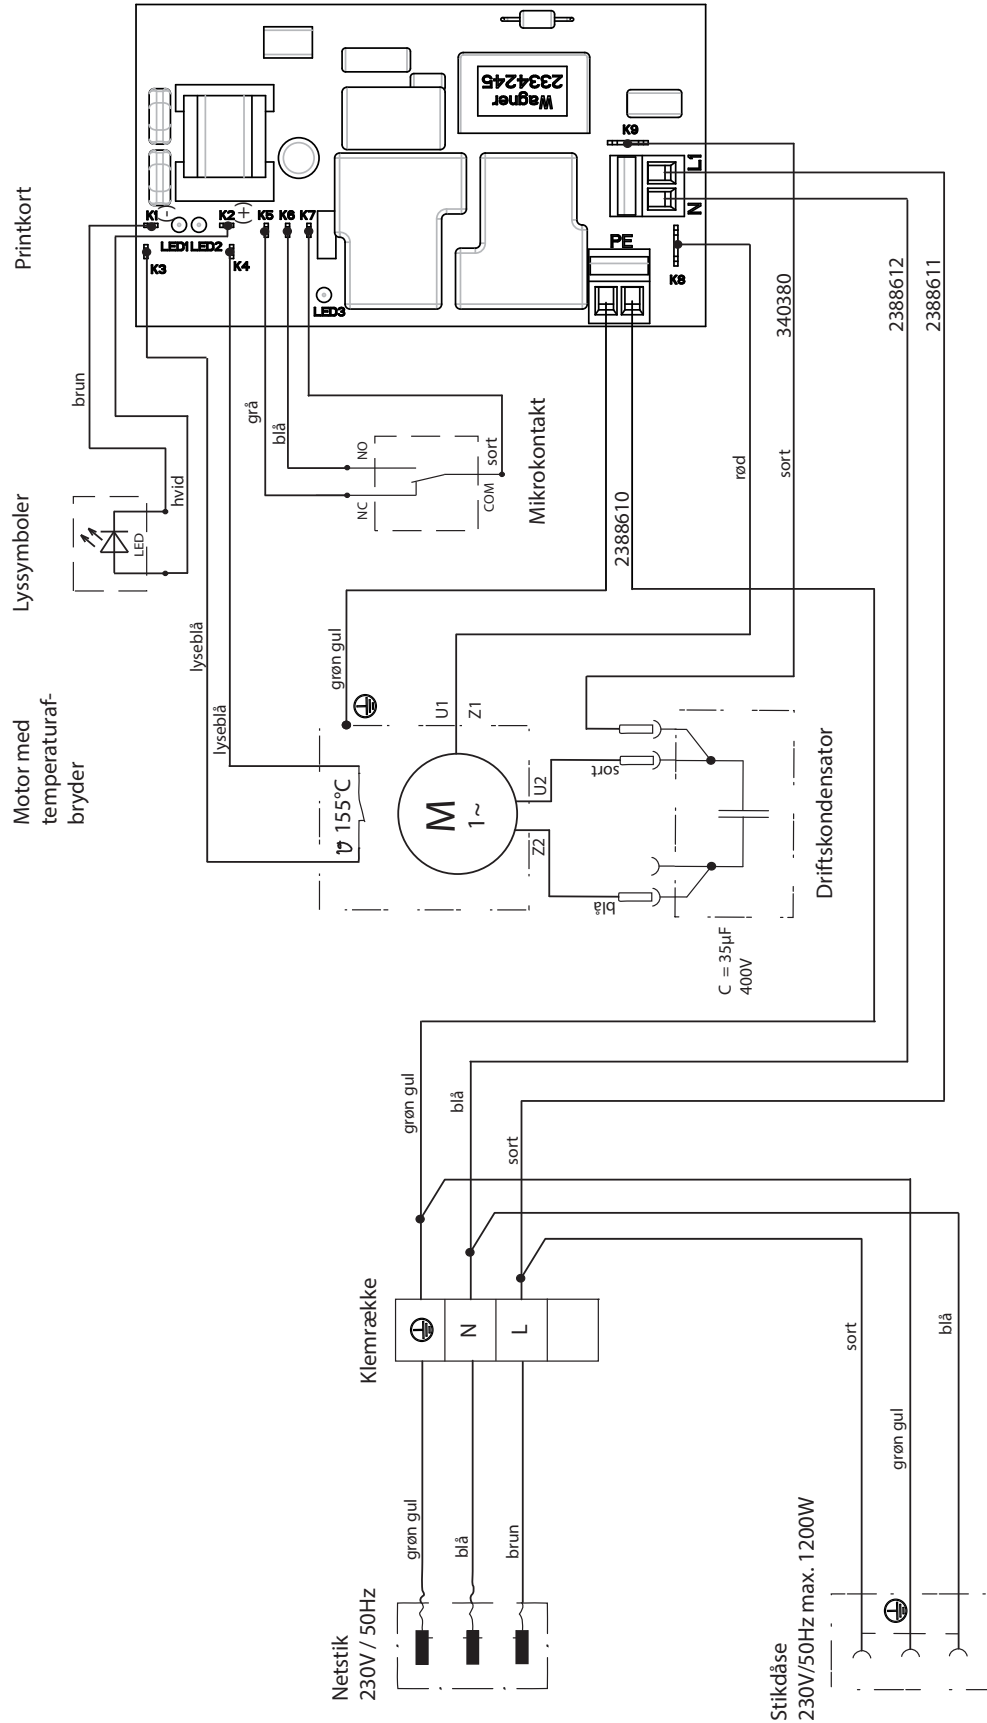 Printkort
Lyssymboler
Motor med
temperaturaf-
bryder
Wagner
2334245
K9
K1
(-)
K2
(+)
K5
K6
K7
LED1
LED2
K3
K4
LED3
PE
N
L1
K8
brun
hvid
LED
grå
blå
NO
NC
COM
sort
Mikrokontakt
2388610
rød
sort
340380
2388612
2388611
lyseblå
lyseblå
grøn gul
ϑ 155°C
M
1~
U1
Z1
U2
Z2
sort
blå
Driftskondensator
C = 35µF
400V
grøn gul
blå
sort
Klemrække
N
L
grøn gul
blå
brun
Netstik
230V / 50Hz
sort
grøn gul
blå
Stikdåse
230V/50Hz max. 1200W